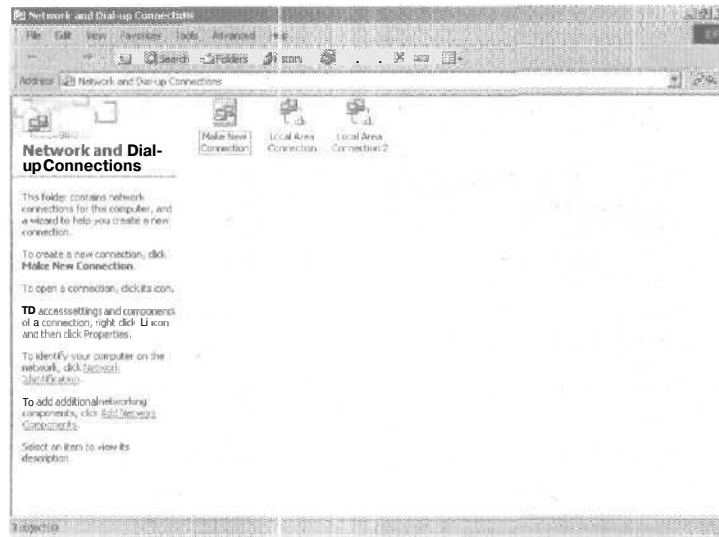 Network and Dial-up Connections
File Edit View Favorites Tools Advanced
Search Folders
Address Network and Dial-up Connections
Make New Connection
Local Area Connection
Local Area Connection 2
Network and Dial-
up Connections
This folder contains network
connections for this computer, and
a wizard to help you create a new
connection.
To create a new connection, click
Make New Connection.
To open a connection, click its icon.
TD access settings and components
of a connection, right click Li icon
and then click Properties.
To identify your computer on the
network, click Network
Identification.
To add additional networking
components, click Add Network
Components.
Select an item to view its
description.
3 object(s)